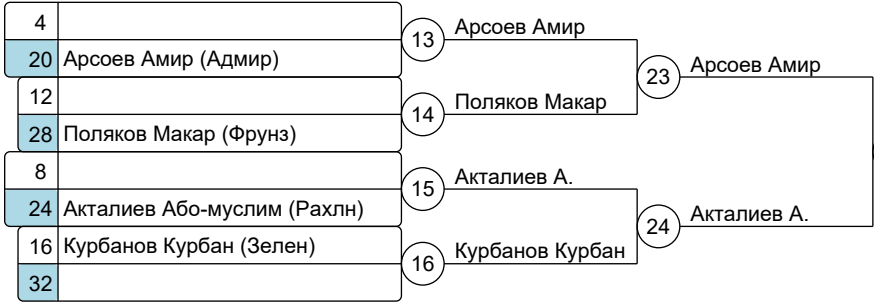 4
20 Арсоев Амир (Адмир)
12
28 Поляков Макар (Фрунз)
8
24 Акталиев Або-муслим (Рахлн)
16 Курбанов Курбан (Зелен)
32
13 Арсоев Амир
14 Поляков Макар
15 Акталиев А.
16 Курбанов Курбан
23 Арсоев Амир
24 Акталиев А.